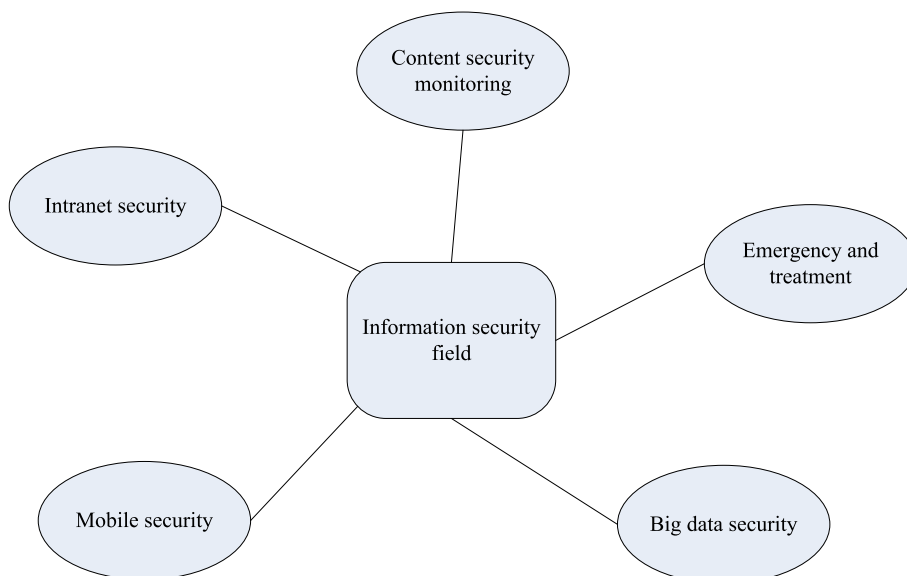 Content security
monitoring
Intranet security
Emergency and
treatment
Information security
field
Mobile security
Big data security